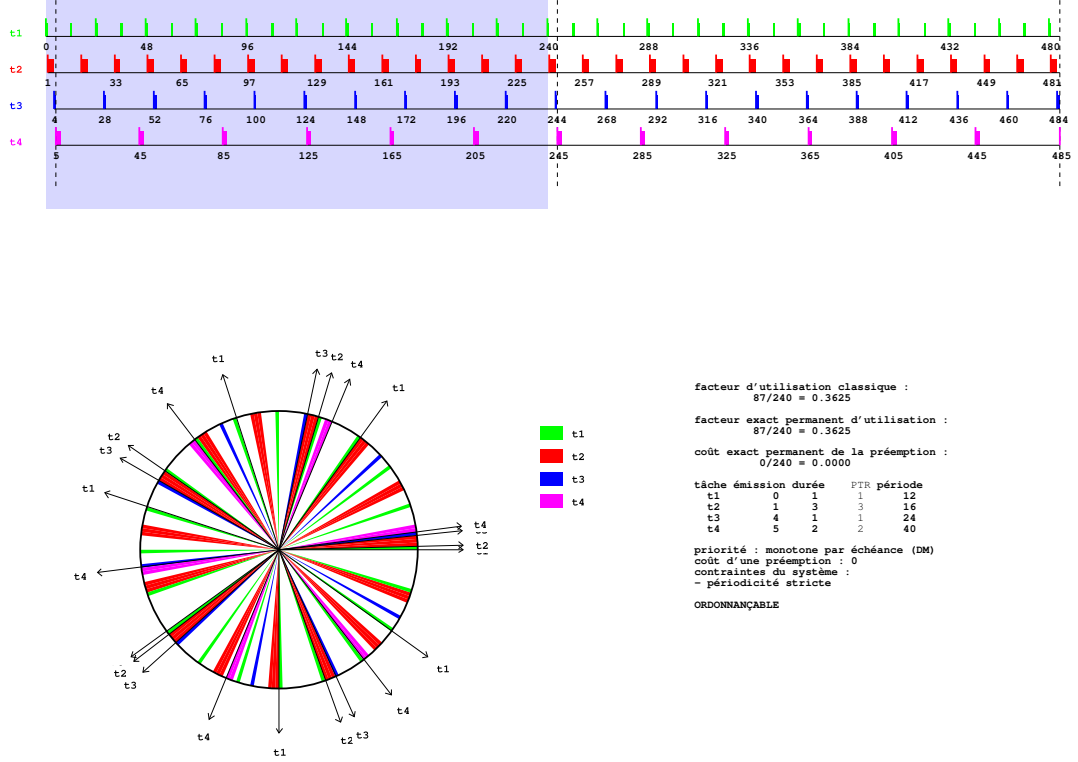 t1
0 48 96 144 192 240 288 336 384 432 480
t2
1 33 65 97 129 161 193 225 257 289 321 353 385 417 449 481
t3
4 28 52 76 100 124 148 172 196 220 244 268 292 316 340 364 388 412 436 460 484
t4
5 45 85 125 165 205 245 285 325 365 405 445 485
t1
t3 t2 t4
t4
t1
t2
t3
t1
t4
t2
t4
t2
t3
t4
t1
t2 t3
t4
t1
t1
t2
t3
t4
facteur d'utilisation classique :
87/240 = 0.3625
facteur exact permanent d'utilisation :
87/240 = 0.3625
coût exact permanent de la préemption :
0/240 = 0.0000
tâche émission durée PTR période
t1 0 1 1 12
t2 1 3 3 16
t3 4 1 1 24
t4 5 2 2 40
priorité : monotone par échéance (DM)
coût d'une préemption : 0
contraintes du système :
- périodicité stricte
ORDONNANÇABLE